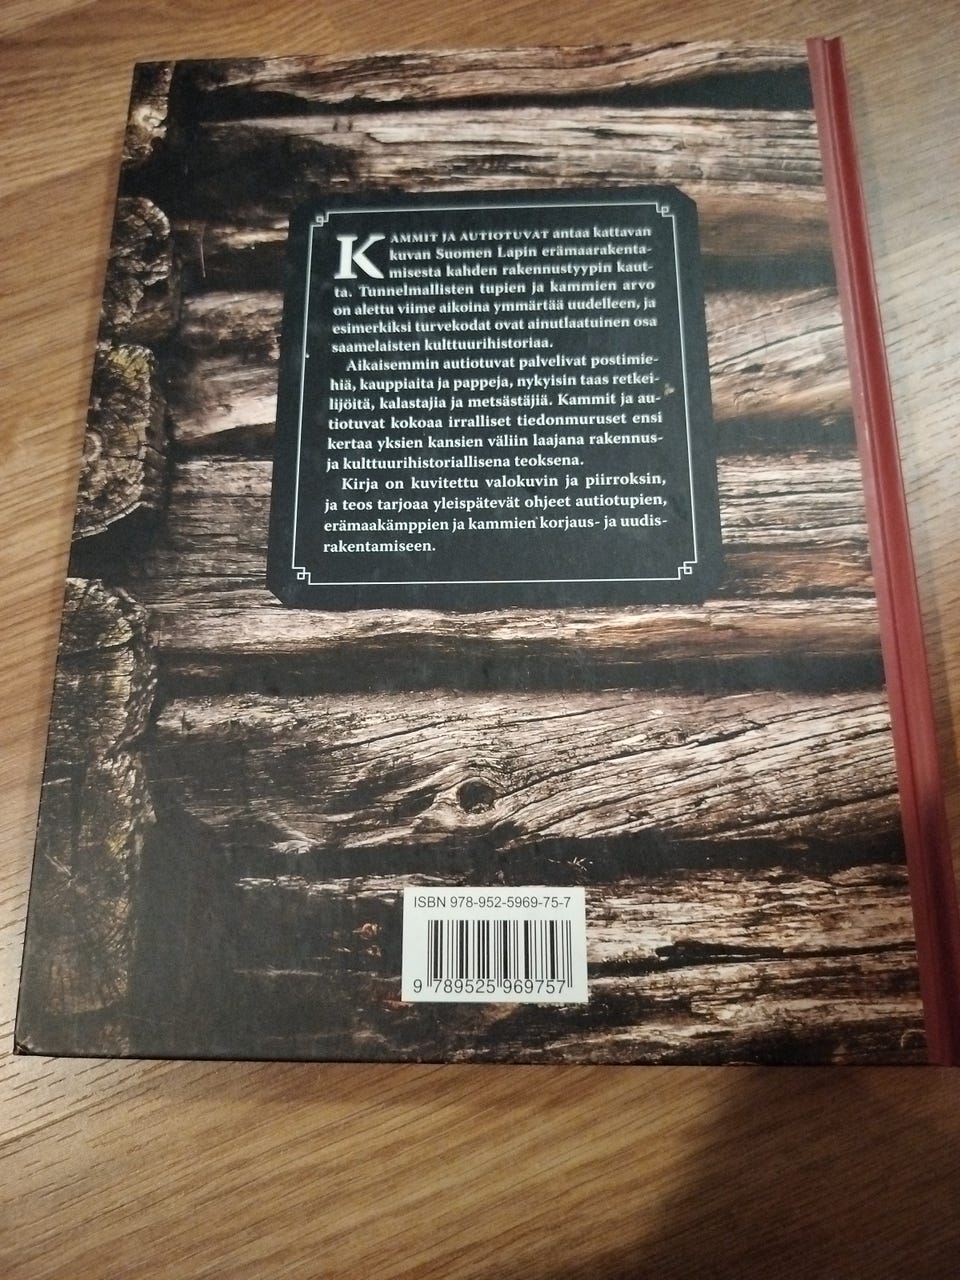 KAMMIT JA AUTIOTUVAT antaa kattavan
kuvan Suomen Lapin erämaarakenta-
misesta kahden rakennustyypin kaut-
ta. Tunnelmallisten tupien ja kammien arvo
on alettu viime aikoina ymmärtää uudelleen, ja
esimerkiksi turvekodat ovat ainutlaatuinen osa
saamelaisten kulttuurihistoriaa.
Aikaisemmin autiotuvat palvelivat postimie-
hiä, kauppiaita ja pappeja, nykyisin taas retkei-
lijöitä, kalastajia ja metsästäjiä. Kammit ja au-
tiotuvat kokoaa irralliset tiedonmuruset ensi
kertaa yksien kansien väliin laajana rakennus-
ja kulttuurihistoriallisena teoksena.
Kirja on kuvitettu valokuvin ja piirroksin,
ja teos tarjoaa yleispätevät ohjeet autiotupien,
erämaakämppien ja kammien korjaus- ja uudis-
rakentamiseen.
ISBN 978-952-5969-75-7
9 789525 969757